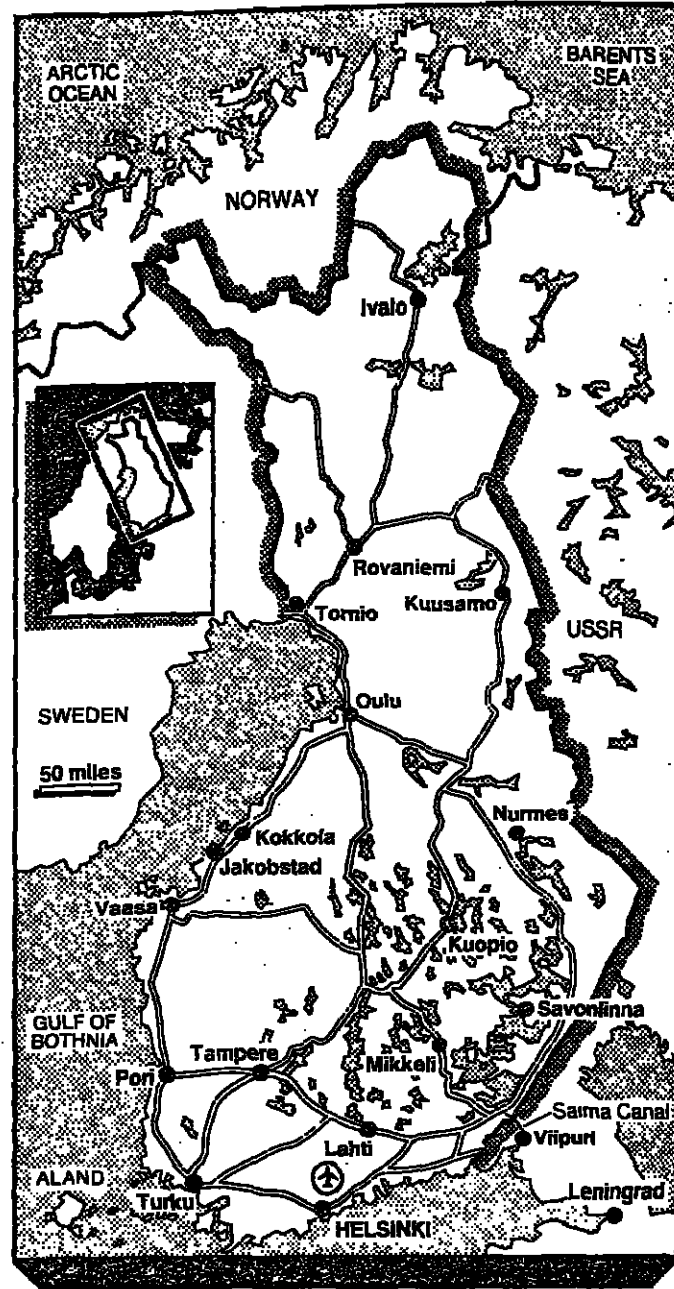 ARCTIC
OCEAN
BARENTS
SEA
NORWAY
Ivalo
Rovaniemi
Kuusamo
Tornio
USSR
Oulu
SWEDEN
50 miles
Nurmes
Kokkola
Jakobstad
Vaasa
Kuopio
Savonlinna
GULF OF
BOTHNIA
Tampere
Mikkeli
Pori
Saima Canal
Lahti
Viipuri
ALAND
Turku
Leningrad
HELSINKI